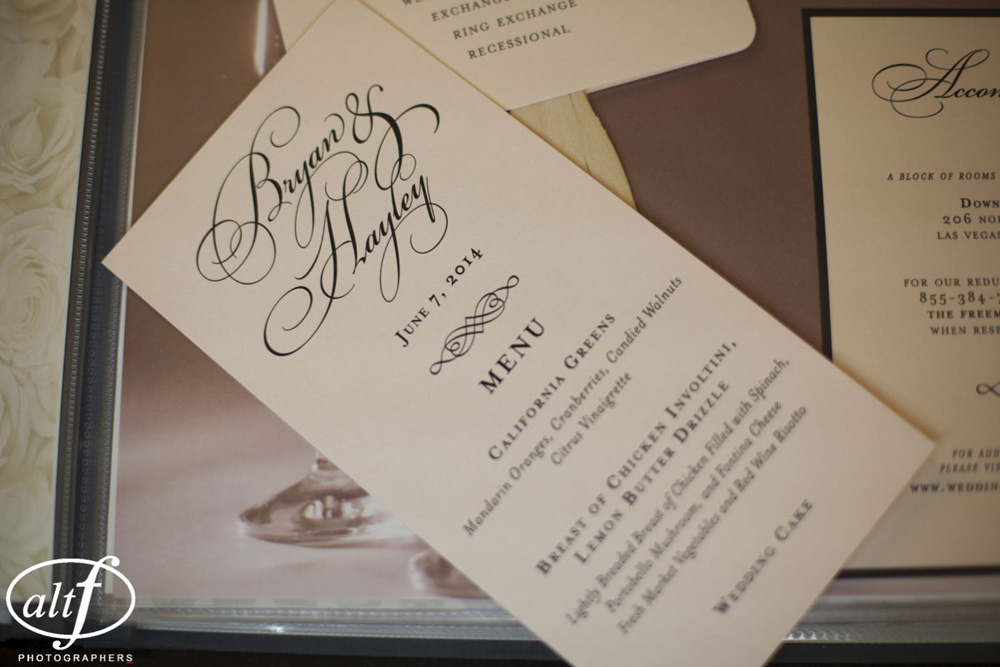 EXCHANGE
RING EXCHANGE
RECESSIONAL
Bryan &
Hayley
JUNE 7, 2014
MENU
CALIFORNIA GREENS
Mandarin Oranges, Cranberries, Candied Walnuts
Citrus Vinaigrette
BREAST OF CHICKEN INVOLTINI,
LEMON BUTTER DRIZZLE
Lightly Breaded Breast of Chicken Filled with Spinach,
Portobello Mushroom, and Fontina Cheese
Fresh Market Vegetables and Red Wine Risotto
WEDDING CAKE
Accom
A BLOCK OF ROOMS
DOWN
206 NO
LAS VEGAS
FOR OUR REDU
855-384-7
THE FREEM
WHEN RESE
FOR ADD
PLEASE VI
WWW.WEDDIN
altf
PHOTOGRAPHERS